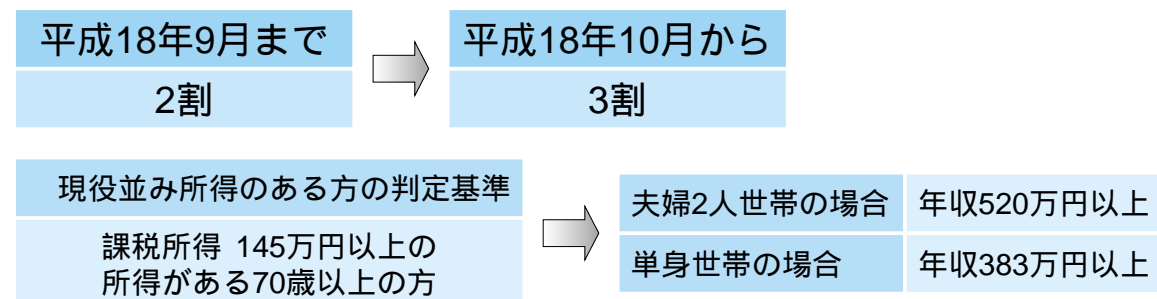 平成18年9月まで
平成18年10月から
2割
3割
現役並み所得のある方の判定基準
課税所得 145万円以上の
所得がある70歳以上の方
夫婦2人世帯の場合 年収520万円以上
単身世帯の場合 年収383万円以上